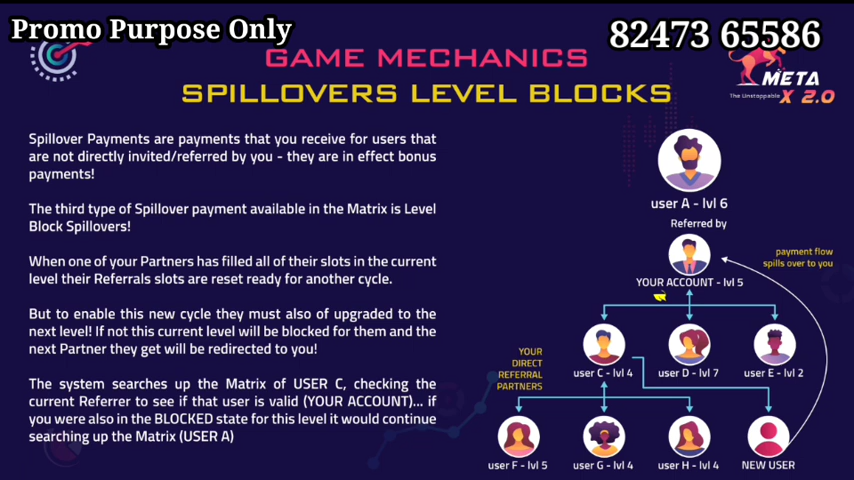 Promo Purpose Only
82473 65586
GAME MECHANICS
SPILLOVERS LEVEL BLOCKS
META
The Unstoppable
X 2.0
Spillover Payments are payments that you receive for users that
are not directly invited/referred by you - they are in effect bonus
payments!
The third type of Spillover payment available in the Matrix is Level
Block Spillovers!
When one of your Partners has filled all of their slots in the current
level their Referrals slots are reset ready for another cycle.
But to enable this new cycle they must also of upgraded to the
next level! If not this current level will be blocked for them and the
next Partner they get will be redirected to you!
The system searches up the Matrix of USER C, checking the
current Referrer to see if that user is valid (YOUR ACCOUNT)... if
you were also in the BLOCKED state for this level it would continue
searching up the Matrix (USER A)
user A - lvl 6
Referred by
payment flow
spills over to you
YOUR ACCOUNT - lvl 5
YOUR
DIRECT
REFERRAL
PARTNERS
user C - lvl 4
user D - lvl 7
user E - lvl 2
user F - lvl 5
user G - lvl 4
user H - lvl 4
NEW USER